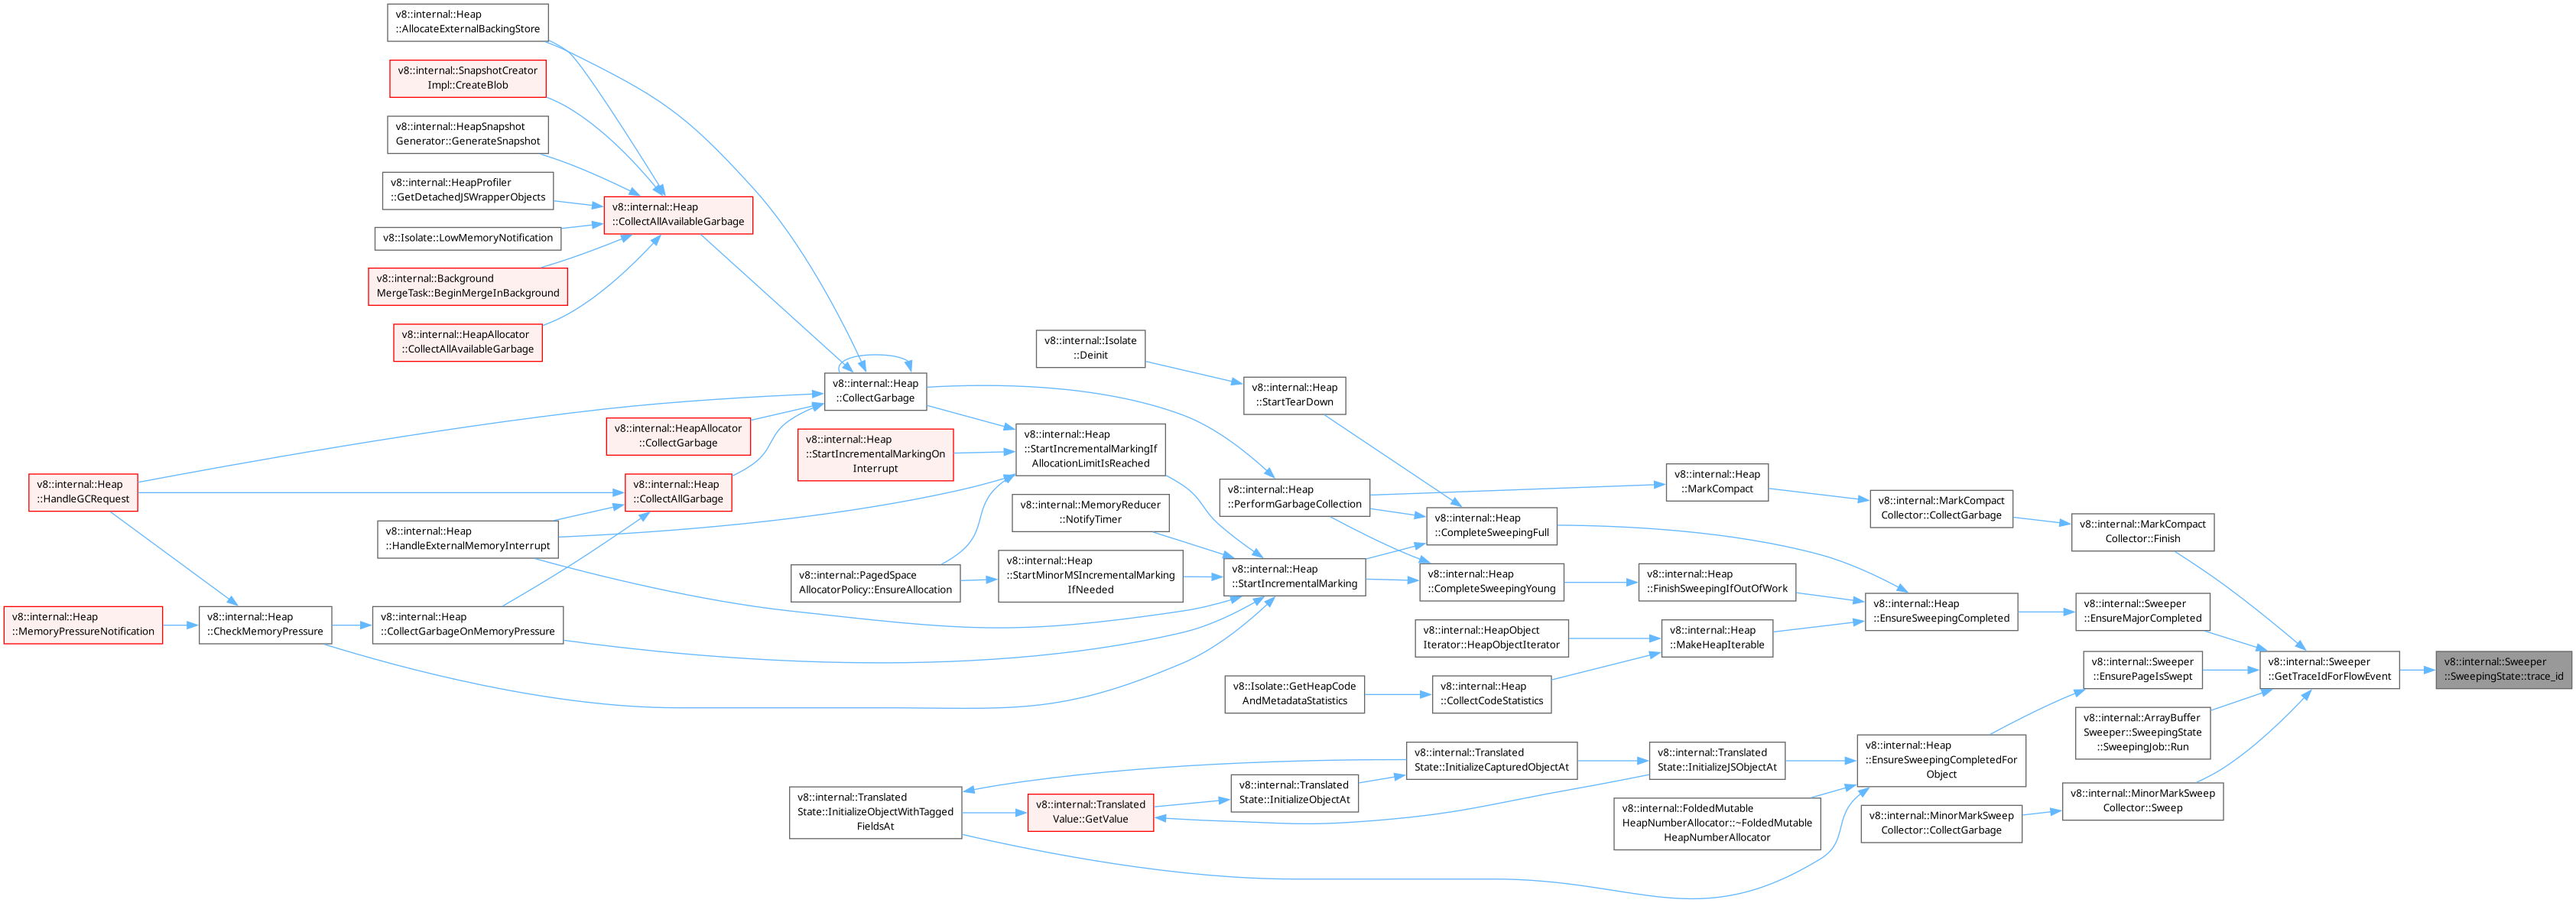 v8::internal::Heap
::AllocateExternalBackingStore
v8::internal::SnapshotCreator
Impl::CreateBlob
v8::internal::HeapSnapshot
Generator::GenerateSnapshot
v8::internal::HeapProfiler
::GetDetachedJSWrapperObjects
v8::Isolate::LowMemoryNotification
v8::internal::Background
MergeTask::BeginMergeInBackground
v8::internal::HeapAllocator
::CollectAllAvailableGarbage
v8::internal::Heap
::CollectAllAvailableGarbage
v8::internal::Heap
::HandleGCRequest
v8::internal::Heap
::MemoryPressureNotification
v8::internal::Heap
::CheckMemoryPressure
v8::internal::Heap
::HandleExternalMemoryInterrupt
v8::internal::Heap
::CollectGarbageOnMemoryPressure
v8::internal::HeapAllocator
::CollectGarbage
v8::internal::Heap
::CollectAllGarbage
v8::internal::Heap
::CollectGarbage
v8::internal::Heap
::StartIncrementalMarkingOn
Interrupt
v8::internal::PagedSpace
AllocatorPolicy::EnsureAllocation
v8::internal::Translated
State::InitializeObjectWithTagged
FieldsAt
v8::internal::Isolate
::Deinit
v8::internal::Heap
::StartIncrementalMarkingIf
AllocationLimitIsReached
v8::internal::MemoryReducer
::NotifyTimer
v8::internal::Heap
::StartMinorMSIncrementalMarking
IfNeeded
v8::internal::Translated
Value::GetValue
v8::internal::Heap
::StartTearDown
v8::internal::Heap
::PerformGarbageCollection
v8::internal::Heap
::StartIncrementalMarking
v8::Isolate::GetHeapCode
AndMetadataStatistics
v8::internal::Translated
State::InitializeObjectAt
v8::internal::Heap
::CompleteSweepingFull
v8::internal::Heap
::CompleteSweepingYoung
v8::internal::HeapObject
Iterator::HeapObjectIterator
v8::internal::Heap
::CollectCodeStatistics
v8::internal::Translated
State::InitializeCapturedObjectAt
v8::internal::Heap
::MarkCompact
v8::internal::Heap
::FinishSweepingIfOutOfWork
v8::internal::Heap
::MakeHeapIterable
v8::internal::Translated
State::InitializeJSObjectAt
v8::internal::FoldedMutable
HeapNumberAllocator::~FoldedMutable
HeapNumberAllocator
v8::internal::MarkCompact
Collector::CollectGarbage
v8::internal::Heap
::EnsureSweepingCompleted
v8::internal::Heap
::EnsureSweepingCompletedFor
Object
v8::internal::MinorMarkSweep
Collector::CollectGarbage
v8::internal::MarkCompact
Collector::Finish
v8::internal::Sweeper
::EnsureMajorCompleted
v8::internal::Sweeper
::EnsurePageIsSwept
v8::internal::ArrayBuffer
Sweeper::SweepingState
::SweepingJob::Run
v8::internal::MinorMarkSweep
Collector::Sweep
v8::internal::Sweeper
::GetTraceIdForFlowEvent
v8::internal::Sweeper
::SweepingState::trace_id